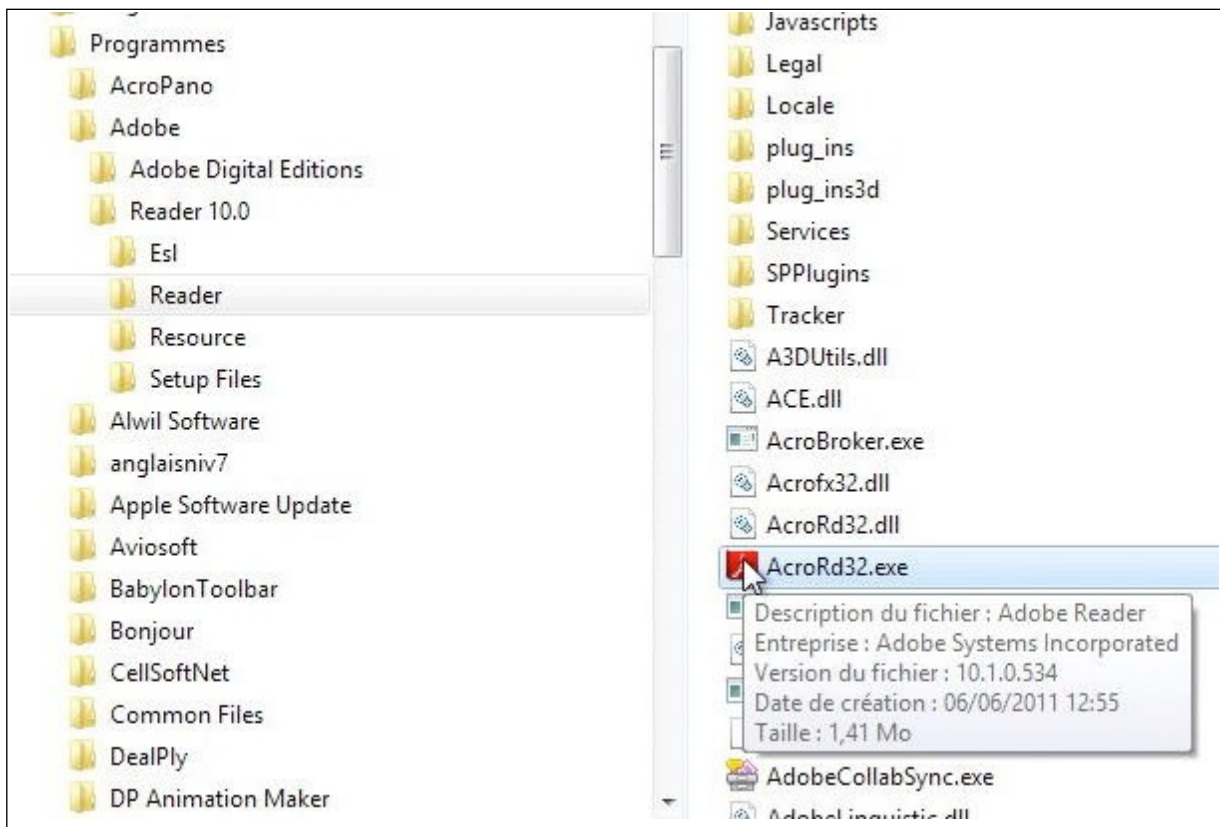 Programmes
AcroPano
Adobe
Adobe Digital Editions
Reader 10.0
Esl
Reader
Resource
Setup Files
Alwil Software
anglaisniv7
Apple Software Update
Aviosoft
BabylonToolbar
Bonjour
CellSoftNet
Common Files
DealPly
DP Animation Maker
Javascripts
Legal
Locale
plug_ins
plug_ins3d
Services
SPPlugins
Tracker
A3DUtils.dll
ACE.dll
AcroBroker.exe
Acrofx32.dll
AcroRd32.dll
AcroRd32.exe
Description du fichier : Adobe Reader
Entreprise : Adobe Systems Incorporated
Version du fichier : 10.1.0.534
Date de création : 06/06/2011 12:55
Taille : 1,41 Mo
AdobeCollabSync.exe
AdobeLinguistic.dll